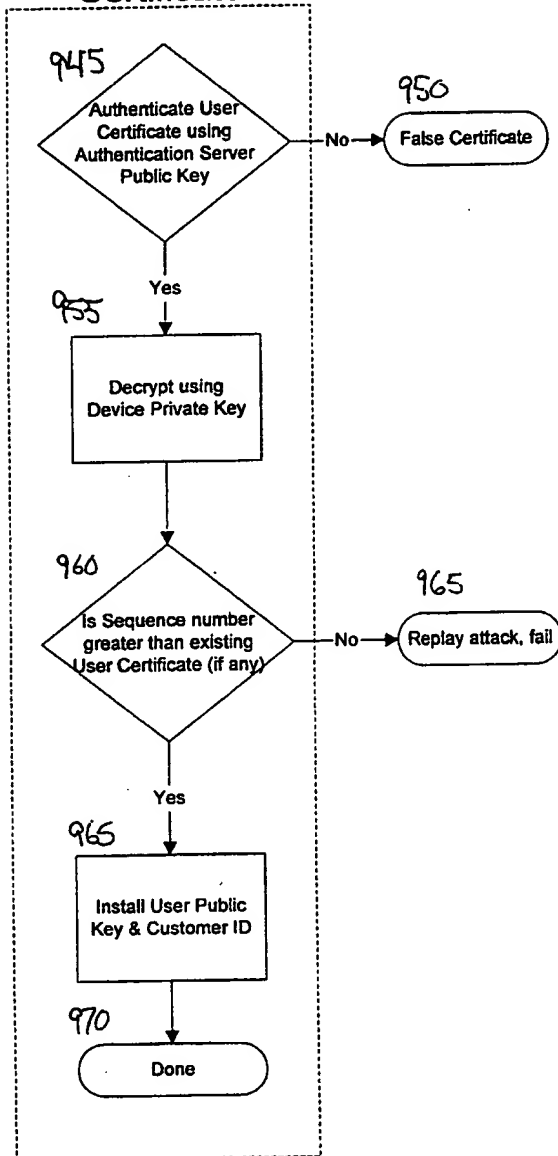 945
Authenticate User
Certificate using
Authentication Server
Public Key
No
950
False Certificate
Yes
955
Decrypt using
Device Private Key
960
Is Sequence number
greater than existing
User Certificate (if any)
No
965
Replay attack, fail
Yes
965
Install User Public
Key & Customer ID
970
Done